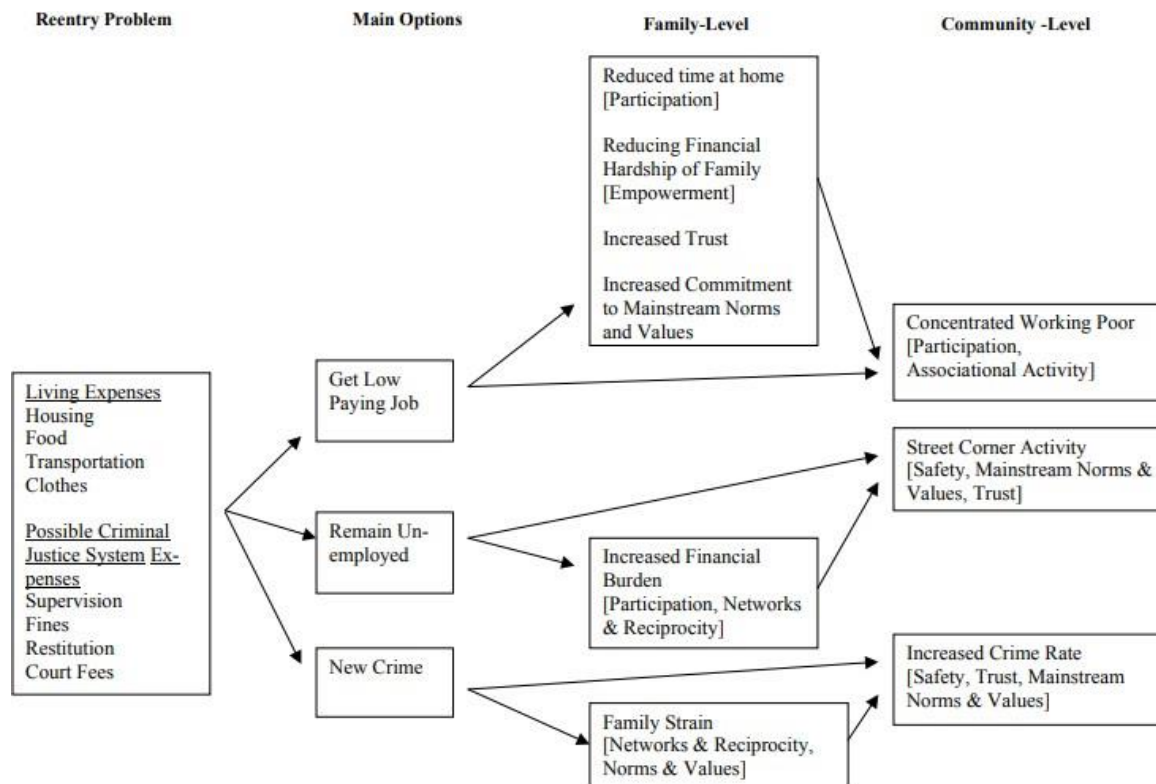 Reentry Problem
Main Options
Family-Level
Community -Level
Living Expenses
Housing
Food
Transportation
Clothes
Possible Criminal
Justice System Ex-
penses
Supervision
Fines
Restitution
Court Fees
Get Low
Paying Job
Remain Un-
employed
New Crime
Reduced time at home
[Participation]
Reducing Financial
Hardship of Family
[Empowerment]
Increased Trust
Increased Commitment
to Mainstream Norms
and Values
Increased Financial
Burden
[Participation, Networks
& Reciprocity]
Family Strain
[Networks & Reciprocity,
Norms & Values]
Concentrated Working Poor
[Participation,
Associational Activity]
Street Corner Activity
[Safety, Mainstream Norms &
Values, Trust]
Increased Crime Rate
[Safety, Trust, Mainstream
Norms & Values]